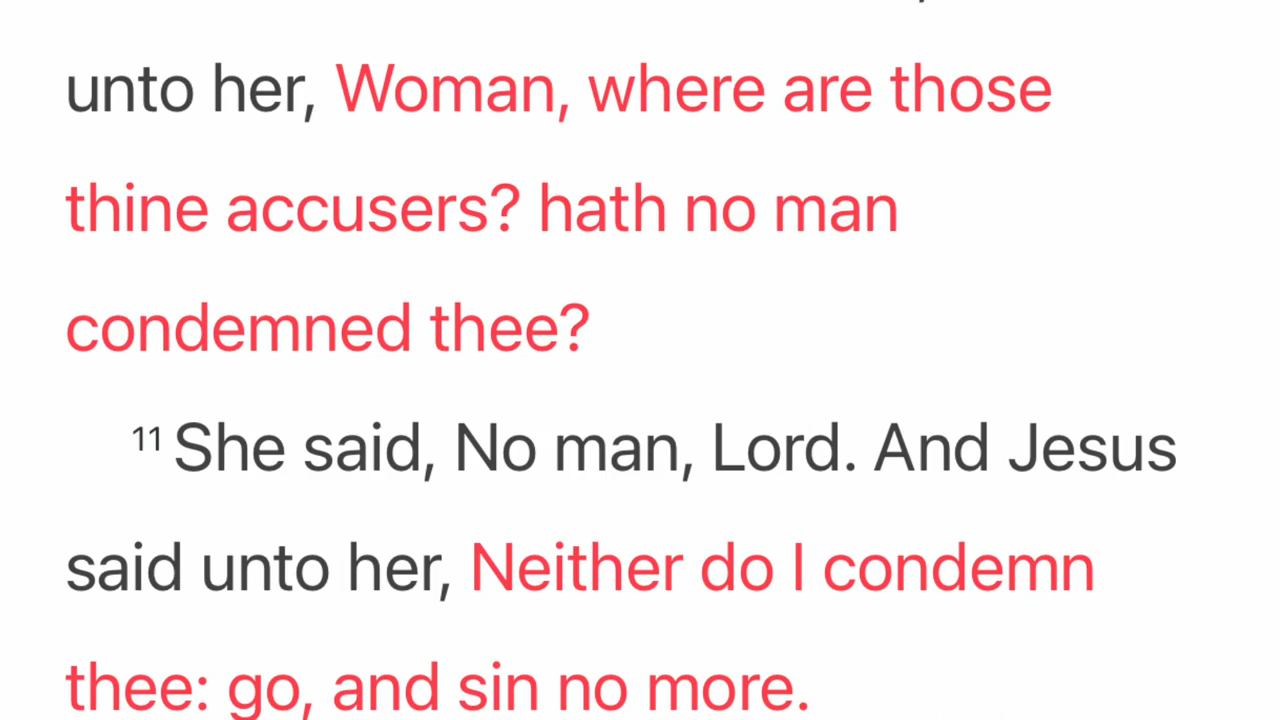 unto her, Woman, where are those
thine accusers? hath no man
condemned thee?
11 She said, No man, Lord. And Jesus
said unto her, Neither do I condemn
thee: go, and sin no more.